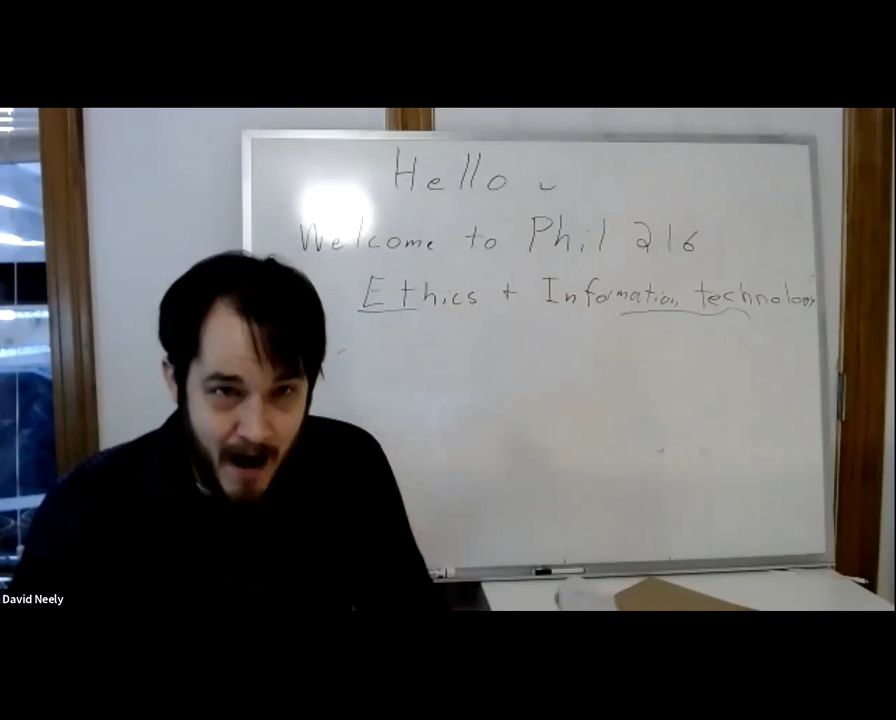 Hello
Welcome to Phil 216
Ethics + Information technology
David Neely